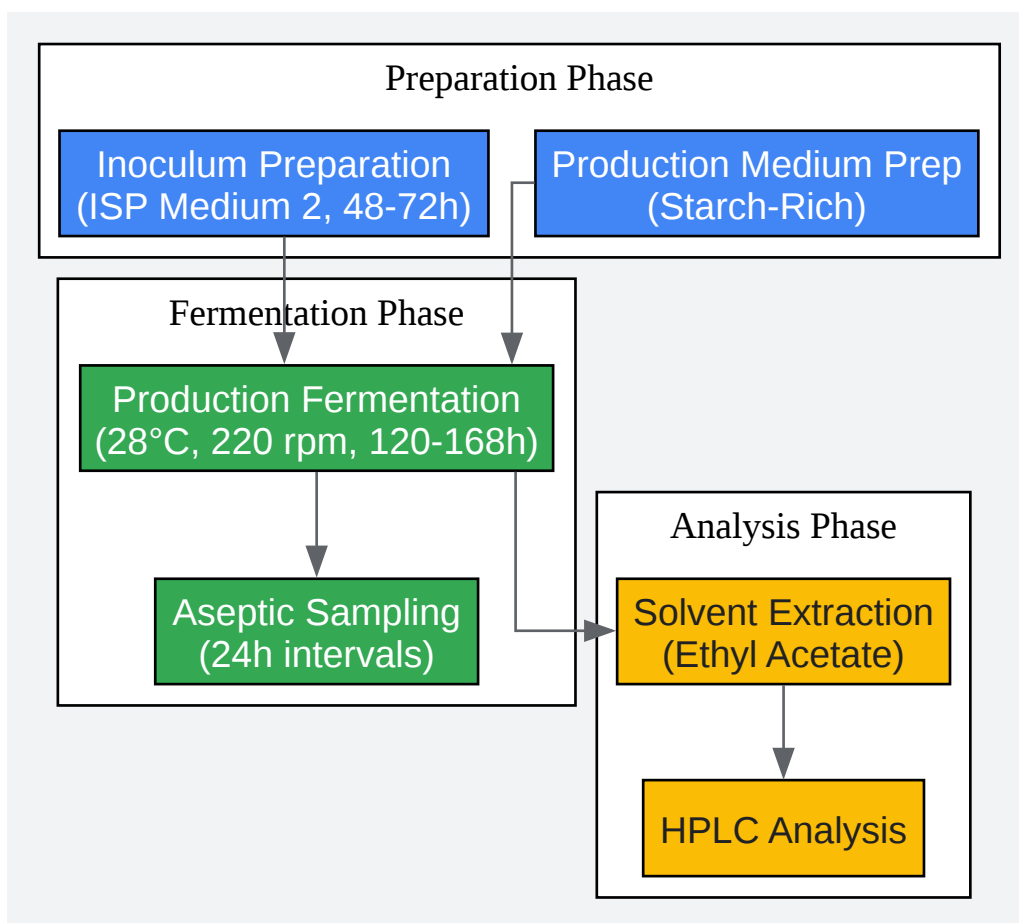 Preparation Phase
Inoculum Preparation
(ISP Medium 2, 48-72h)
Production Medium Prep
(Starch-Rich)
Fermentation Phase
Production Fermentation
(28°C, 220 rpm, 120-168h)
Aseptic Sampling
(24h intervals)
Analysis Phase
Solvent Extraction
(Ethyl Acetate)
HPLC Analysis